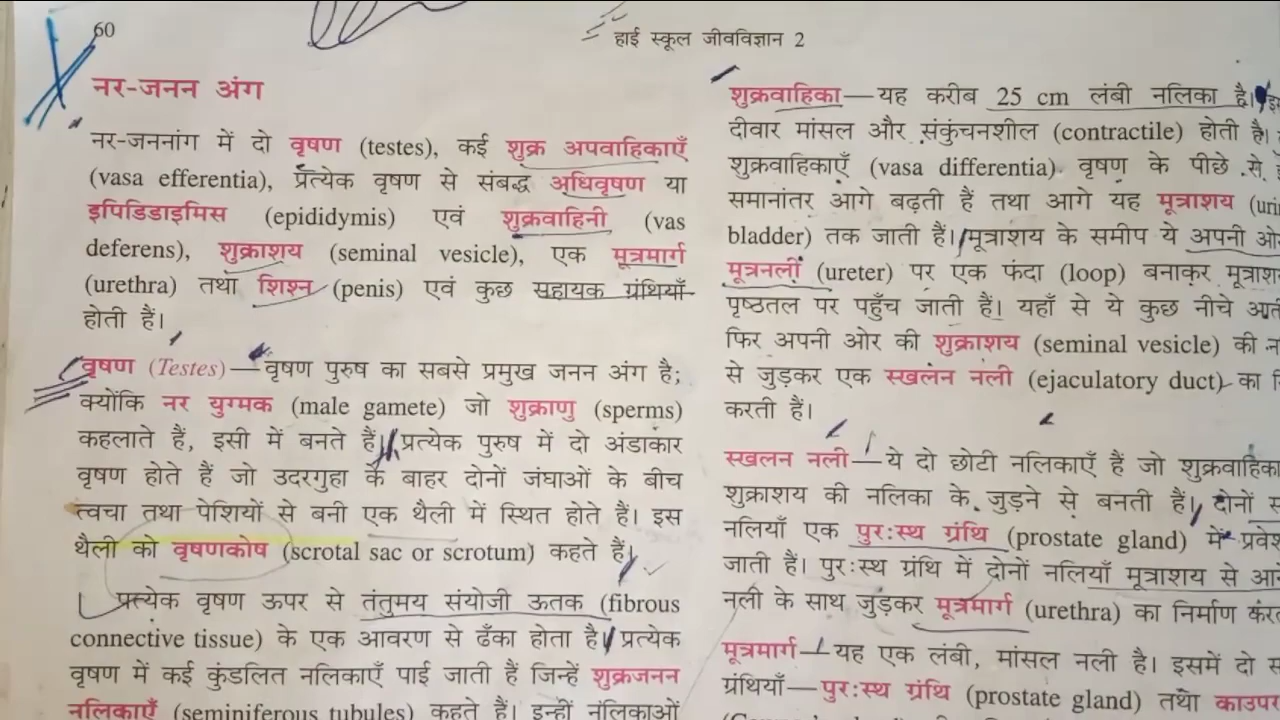 60
हाई स्कूल जीवविज्ञान 2
नर-जनन अंग
नर-जननांग में दो वृषण (testes), कई शुक्र अपवाहिकाएँ
(vasa efferentia), प्रत्येक वृषण से संबद्ध अधिवृषण या
इपिडिडाइमिस (epididymis) एवं शुक्रवाहिनी (vas
deferens), शुक्राशय (seminal vesicle), एक मूत्रमार्ग
(urethra) तथा शिश्न (penis) एवं कुछ सहायक ग्रंथियाँ
होती हैं।
वृषण (Testes)—वृषण पुरुष का सबसे प्रमुख जनन अंग है;
क्योंकि नर युग्मक (male gamete) जो शुक्राणु (sperms)
कहलाते हैं, इसी में बनते हैं। प्रत्येक पुरुष में दो अंडाकार
वृषण होते हैं जो उदरगुहा के बाहर दोनों जंघाओं के बीच
त्वचा तथा पेशियों से बनी एक थैली में स्थित होते हैं। इस
थैली को वृषणकोष (scrotal sac or scrotum) कहते हैं।
प्रत्येक वृषण ऊपर से तंतुमय संयोजी ऊतक (fibrous
connective tissue) के एक आवरण से ढँका होता है। प्रत्येक
वृषण में कई कुंडलित नलिकाएँ पाई जाती हैं जिन्हें शुक्रजनन
नलिकाएँ (seminiferous tubules) कहते हैं। इन्हीं नलिकाओं
शुक्रवाहिका—यह करीब 25 cm लंबी नलिका है।
दीवार मांसल और संकुंचनशील (contractile) होती है।
शुक्रवाहिकाएँ (vasa differentia) वृषण के पीछे से
समानांतर आगे बढ़ती हैं तथा आगे यह मूत्राशय (uri
bladder) तक जाती हैं। मूत्राशय के समीप ये अपनी
मूत्रनली (ureter) पर एक फंदा (loop) बनाकर
पृष्ठतल पर पहुँच जाती हैं। यहाँ से ये कुछ नीचे
फिर अपनी ओर की शुक्राशय (seminal vesicle) की
से जुड़कर एक स्खलन नली (ejaculatory duct) का
करती हैं।
स्खलन नली—ये दो छोटी नलिकाएँ हैं जो शुक्रवाहिका
शुक्राशय की नलिका के जुड़ने से बनती हैं। दोनों
नलियाँ एक पुरःस्थ ग्रंथि (prostate gland) में
जाती हैं। पुरःस्थ ग्रंथि में दोनों नलियाँ मूत्राशय से
नली के साथ जुड़कर मूत्रमार्ग (urethra) का निर्माण
मूत्रमार्ग—यह एक लंबी, मांसल नली है। इसमें दो
ग्रंथियाँ—पुरःस्थ ग्रंथि (prostate gland) तथा काउपर